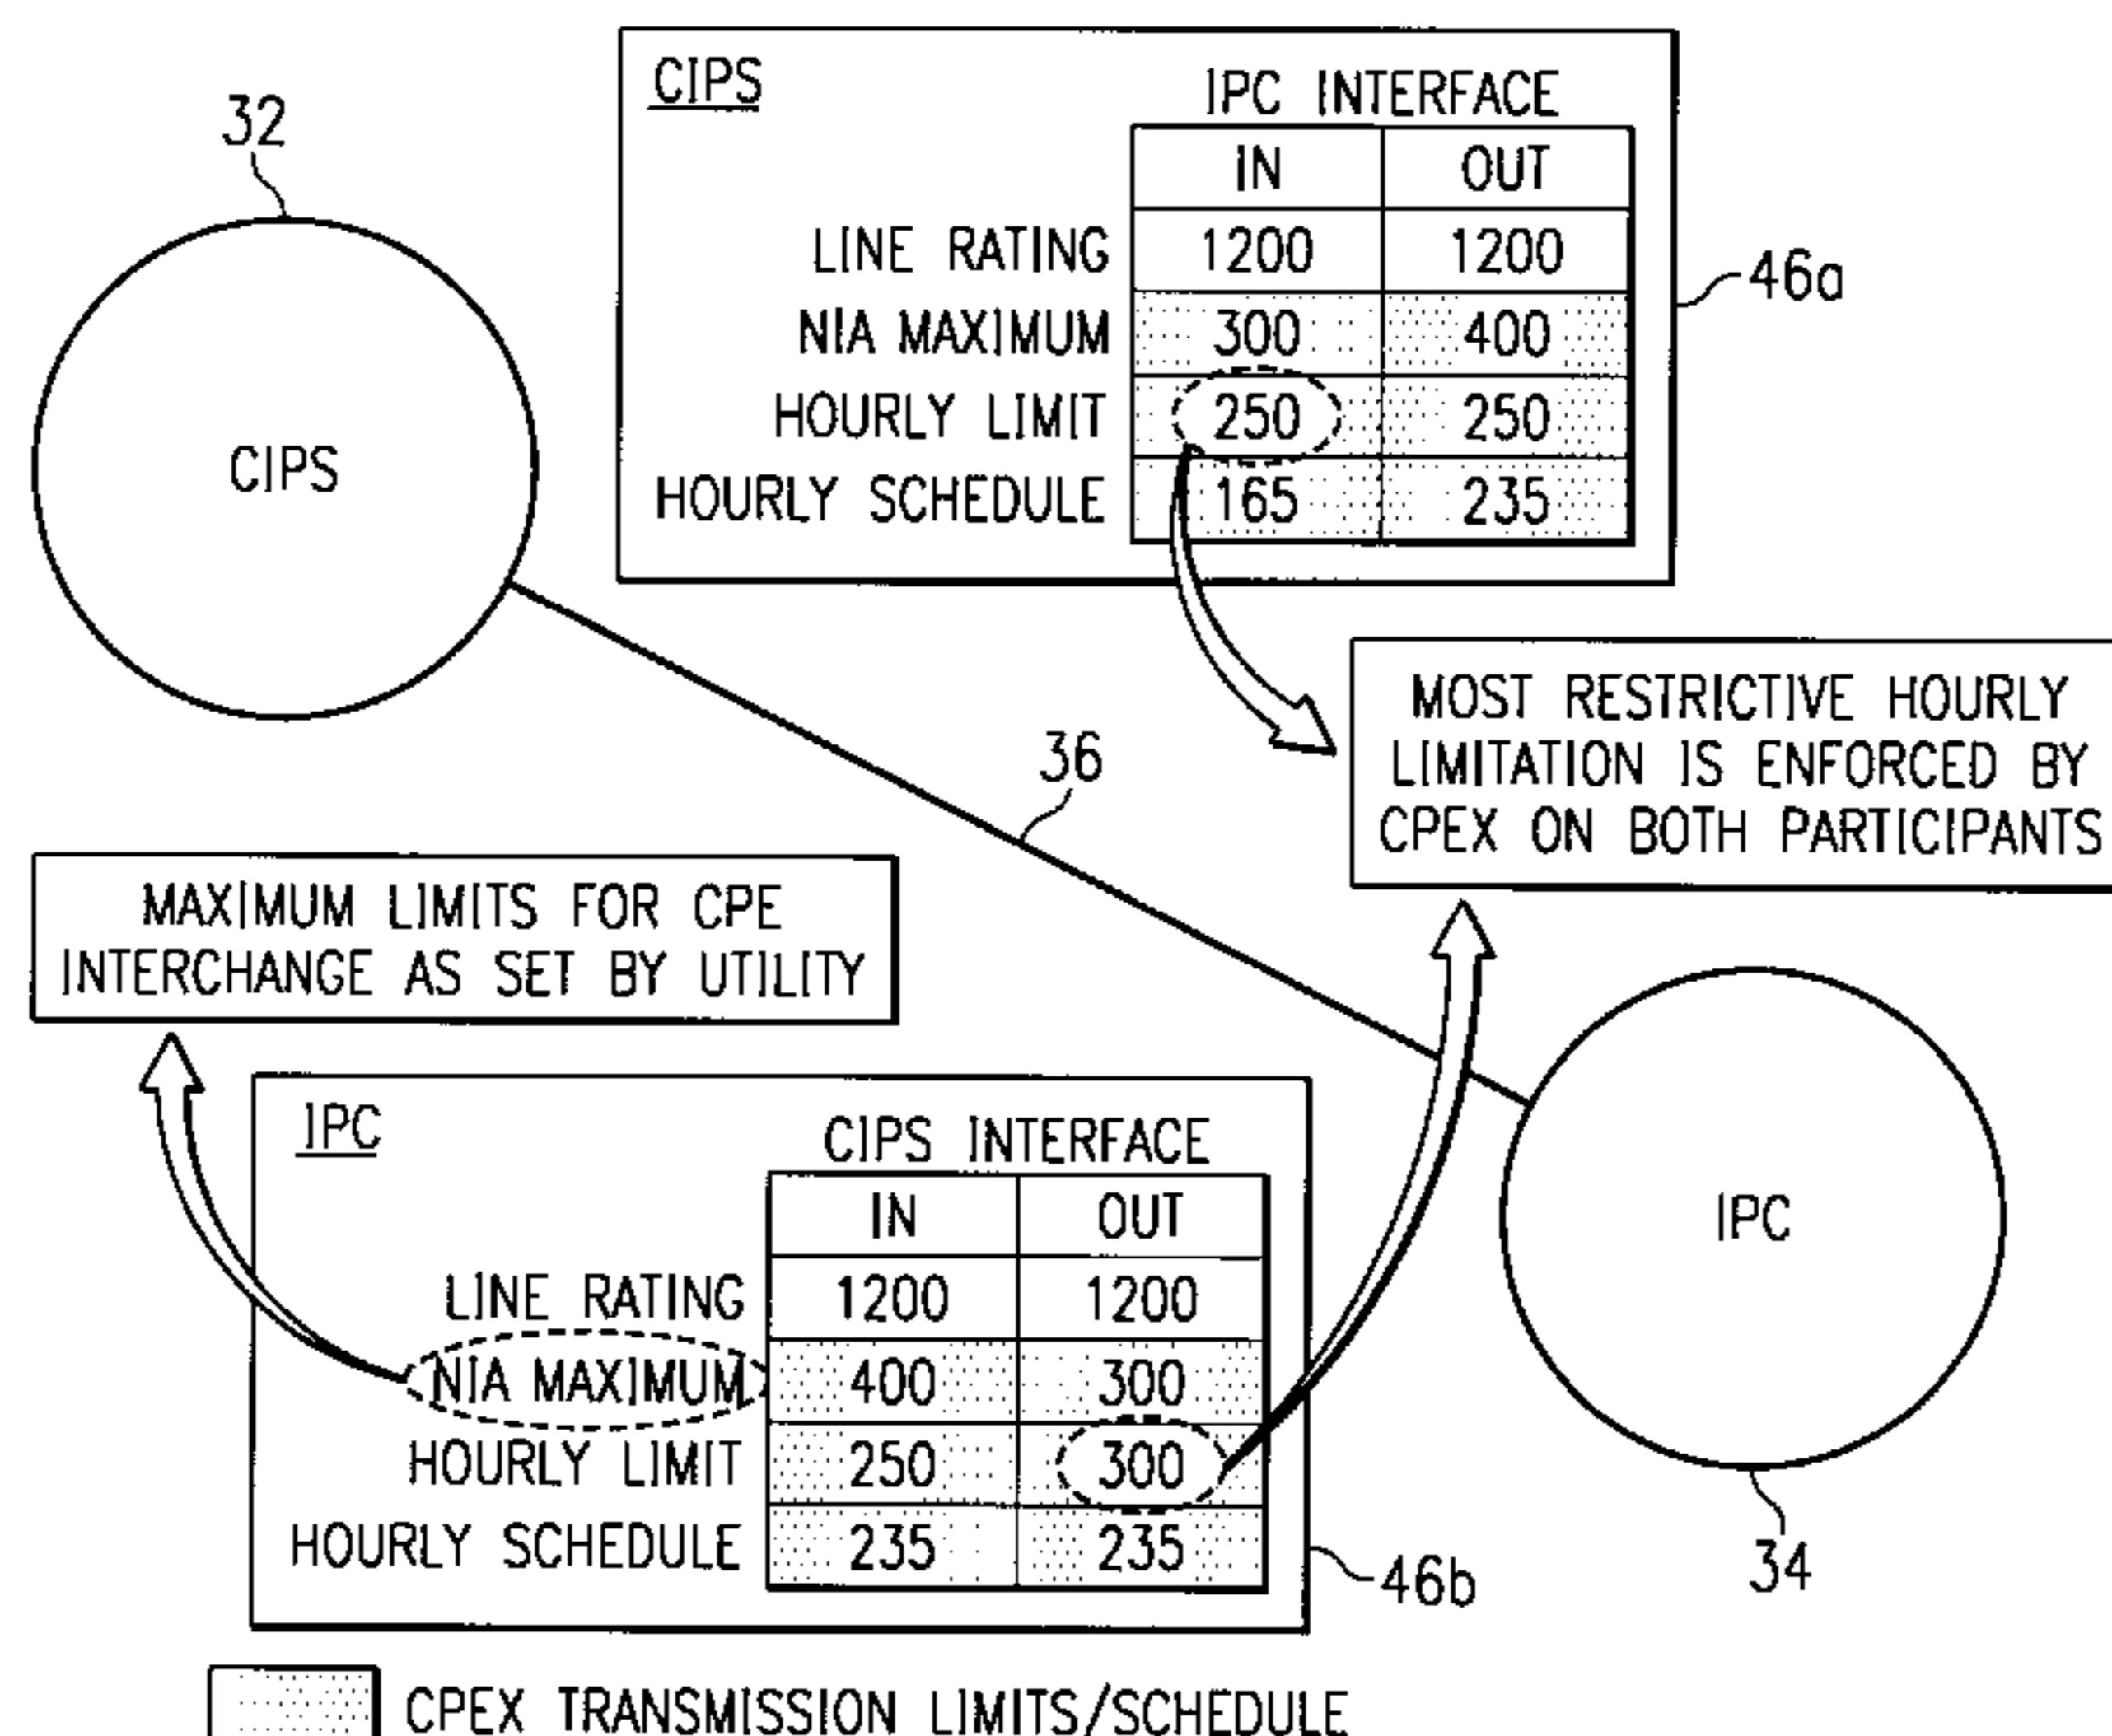 CIPS
IPC INTERFACE
IN OUT
LINE RATING 1200 1200
NIA MAXIMUM 300 400
HOURLY LIMIT 250 250
HOURLY SCHEDULE 165 235
46a
32
CIPS
MOST RESTRICTIVE HOURLY
LIMITATION IS ENFORCED BY
CPEX ON BOTH PARTICIPANTS
36
MAXIMUM LIMITS FOR CPE
INTERCHANGE AS SET BY UTILITY
IPC
CIPS INTERFACE
IN OUT
LINE RATING 1200 1200
NIA MAXIMUM 400 300
HOURLY LIMIT 250 300
HOURLY SCHEDULE 235 235
46b
IPC
34
CPEX TRANSMISSION LIMITS/SCHEDULE